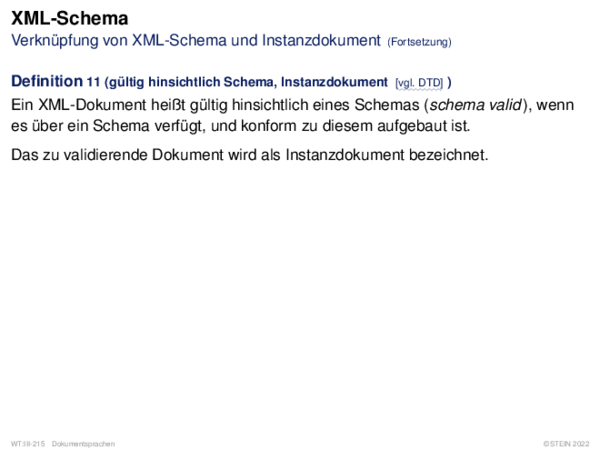 XML-Schema
Verknüpfung von XML-Schema und Instanzdokument (Fortsetzung)
Definition 11 (gültig hinsichtlich Schema, Instanzdokument [vgl. DTD] )
Ein XML-Dokument heißt gültig hinsichtlich eines Schemas (schema valid), wenn
es über ein Schema verfügt, und konform zu diesem aufgebaut ist.
Das zu validierende Dokument wird als Instanzdokument bezeichnet.
WT:III-215 Dokumentsprachen
©STEIN 2022